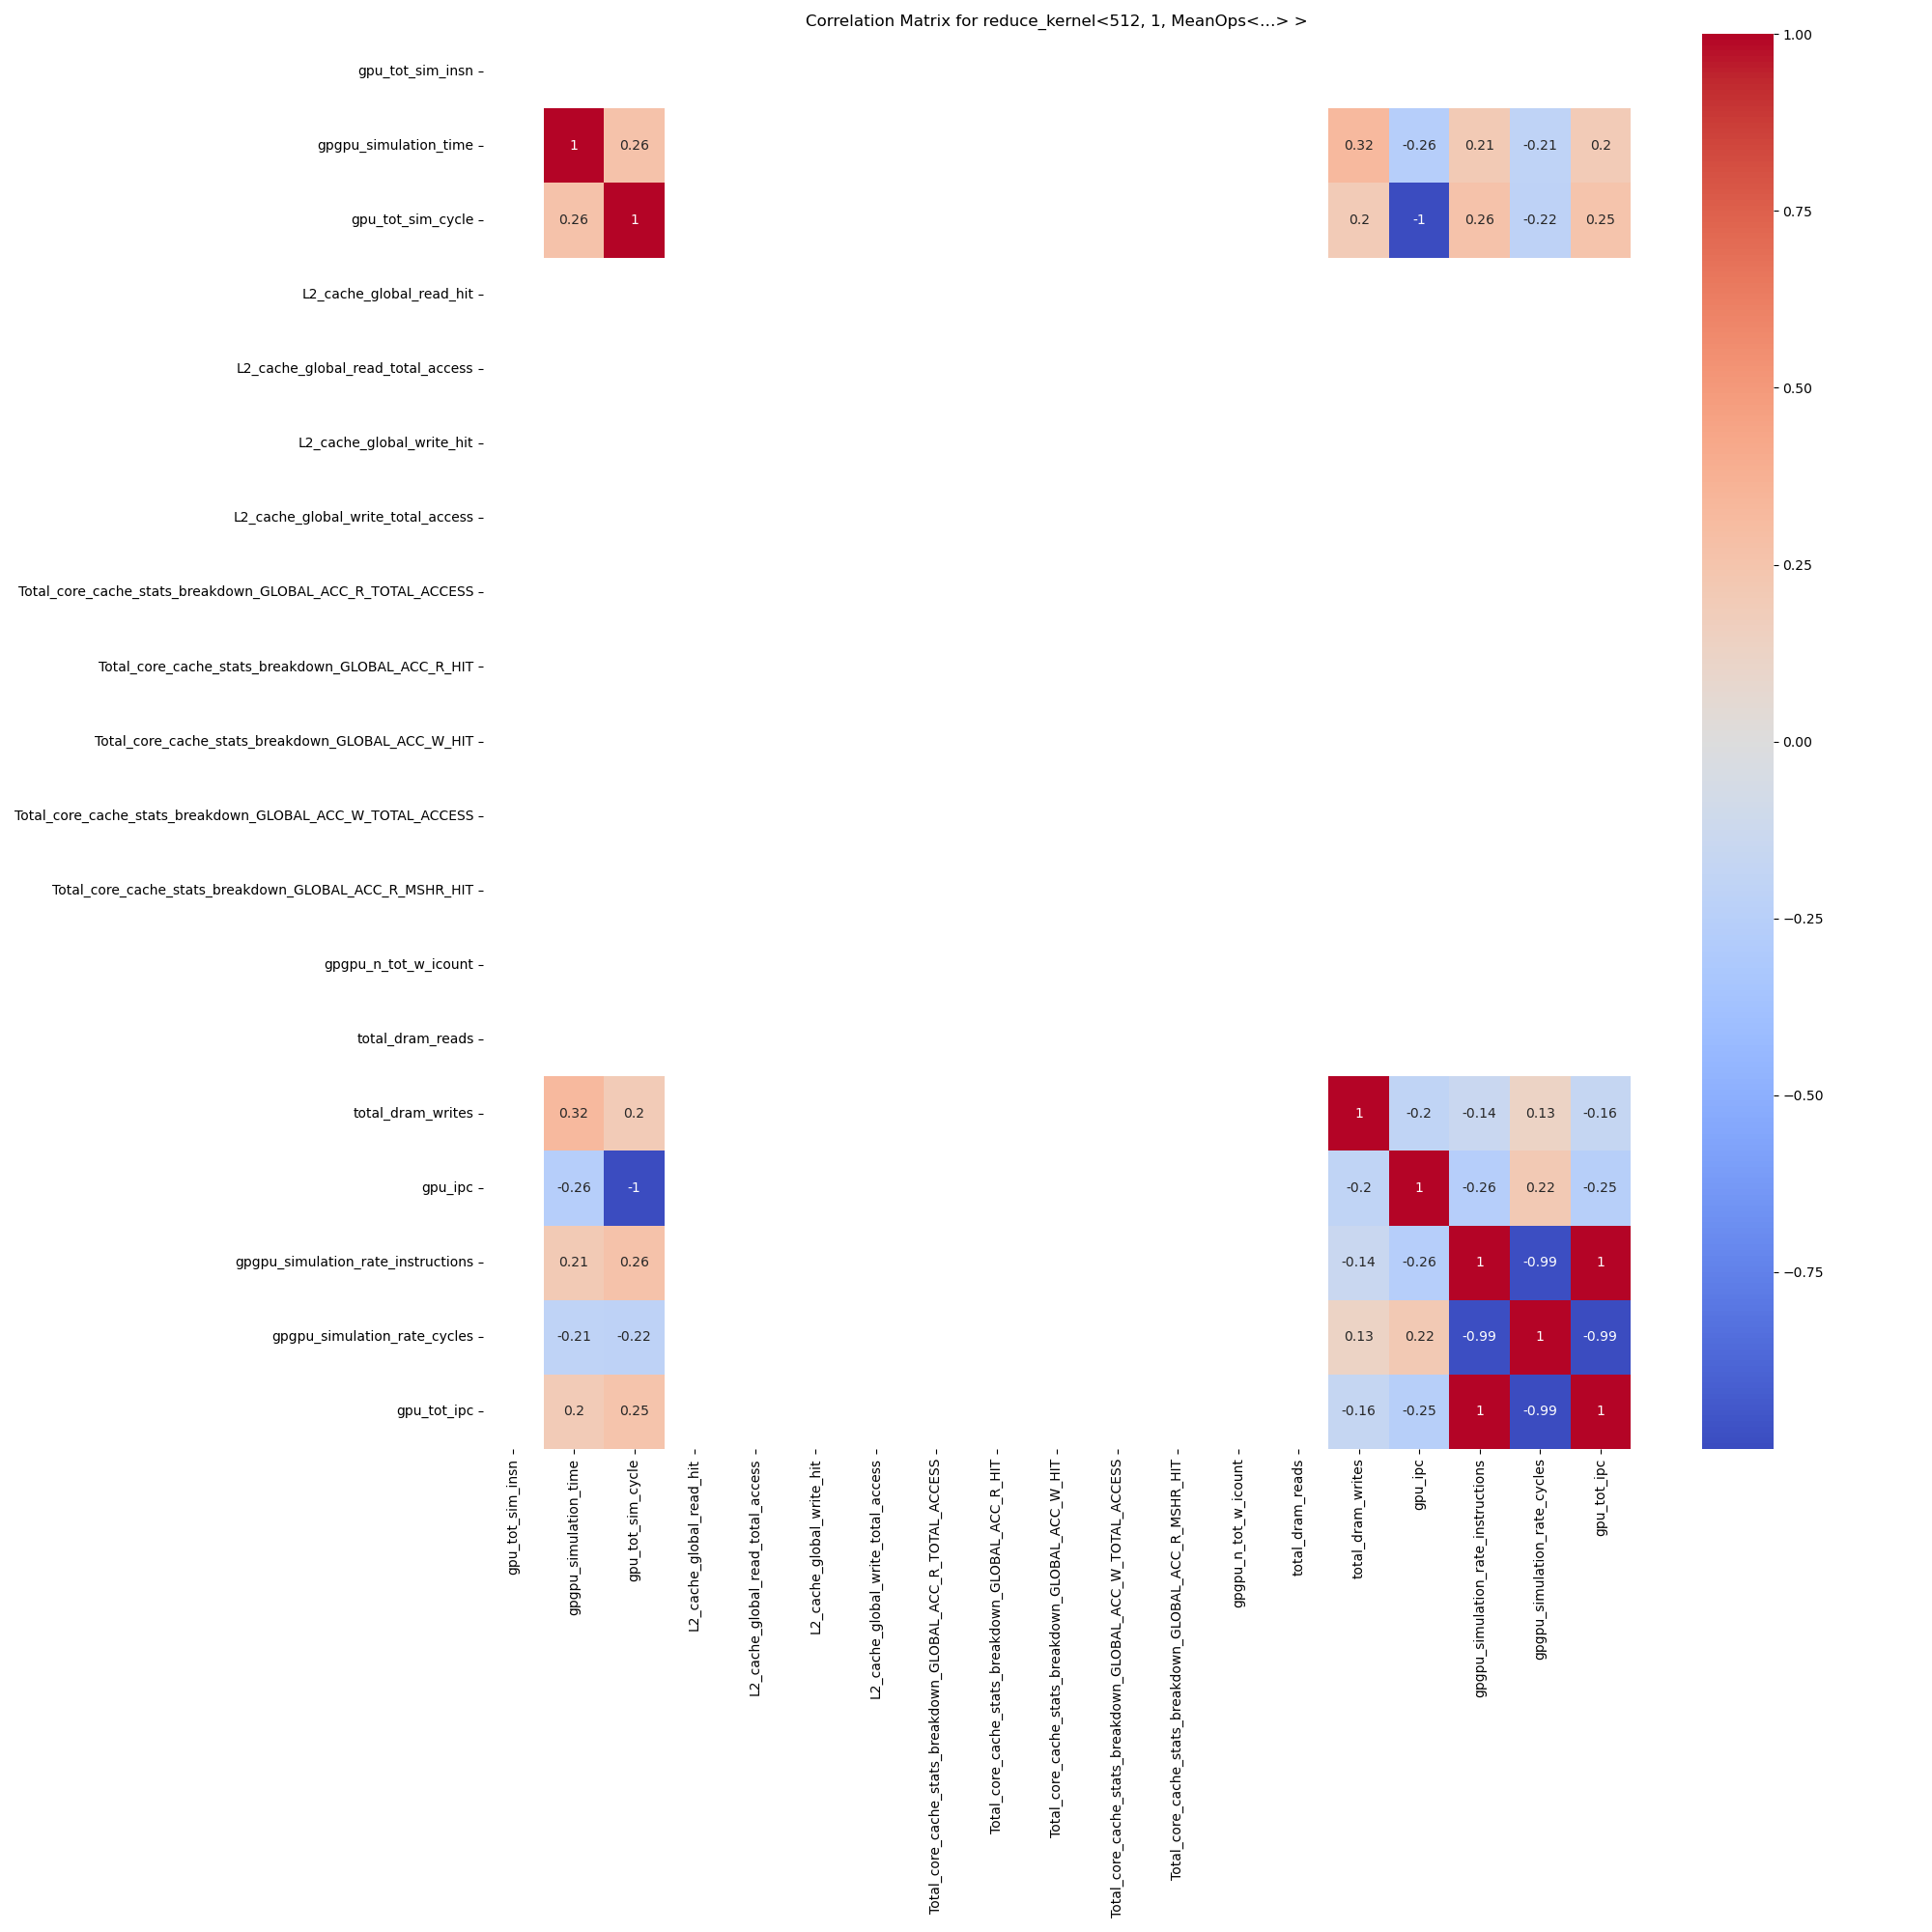 Correlation Matrix for reduce_kernel<512, 1, MeanOps<...> >
gpu_tot_sim_insn
gpgpu_simulation_time 1 0.26 0.32 -0.26 0.21 -0.21 0.2
gpu_tot_sim_cycle 0.26 1 0.2 -1 0.26 -0.22 0.25
L2_cache_global_read_hit
L2_cache_global_read_total_access
L2_cache_global_write_hit
L2_cache_global_write_total_access
Total_core_cache_stats_breakdown_GLOBAL_ACC_R_TOTAL_ACCESS
Total_core_cache_stats_breakdown_GLOBAL_ACC_R_HIT
Total_core_cache_stats_breakdown_GLOBAL_ACC_W_HIT
Total_core_cache_stats_breakdown_GLOBAL_ACC_W_TOTAL_ACCESS
Total_core_cache_stats_breakdown_GLOBAL_ACC_R_MSHR_HIT
gpgpu_n_tot_w_icount
total_dram_reads
total_dram_writes 0.32 0.2 1 -0.2 -0.14 0.13 -0.16
gpu_ipc -0.26 -1 -0.2 1 -0.26 0.22 -0.25
gpgpu_simulation_rate_instructions 0.21 0.26 -0.14 -0.26 1 -0.99 1
gpgpu_simulation_rate_cycles -0.21 -0.22 0.13 0.22 -0.99 1 -0.99
gpu_tot_ipc 0.2 0.25 -0.16 -0.25 1 -0.99 1
gpu_tot_sim_insn
gpgpu_simulation_time
gpu_tot_sim_cycle
L2_cache_global_read_hit
L2_cache_global_read_total_access
L2_cache_global_write_hit
L2_cache_global_write_total_access
Total_core_cache_stats_breakdown_GLOBAL_ACC_R_TOTAL_ACCESS
Total_core_cache_stats_breakdown_GLOBAL_ACC_R_HIT
Total_core_cache_stats_breakdown_GLOBAL_ACC_W_HIT
Total_core_cache_stats_breakdown_GLOBAL_ACC_W_TOTAL_ACCESS
Total_core_cache_stats_breakdown_GLOBAL_ACC_R_MSHR_HIT
gpgpu_n_tot_w_icount
total_dram_reads
total_dram_writes
gpu_ipc
gpgpu_simulation_rate_instructions
gpgpu_simulation_rate_cycles
gpu_tot_ipc
1.00
0.75
0.50
0.25
0.00
−0.25
−0.50
−0.75